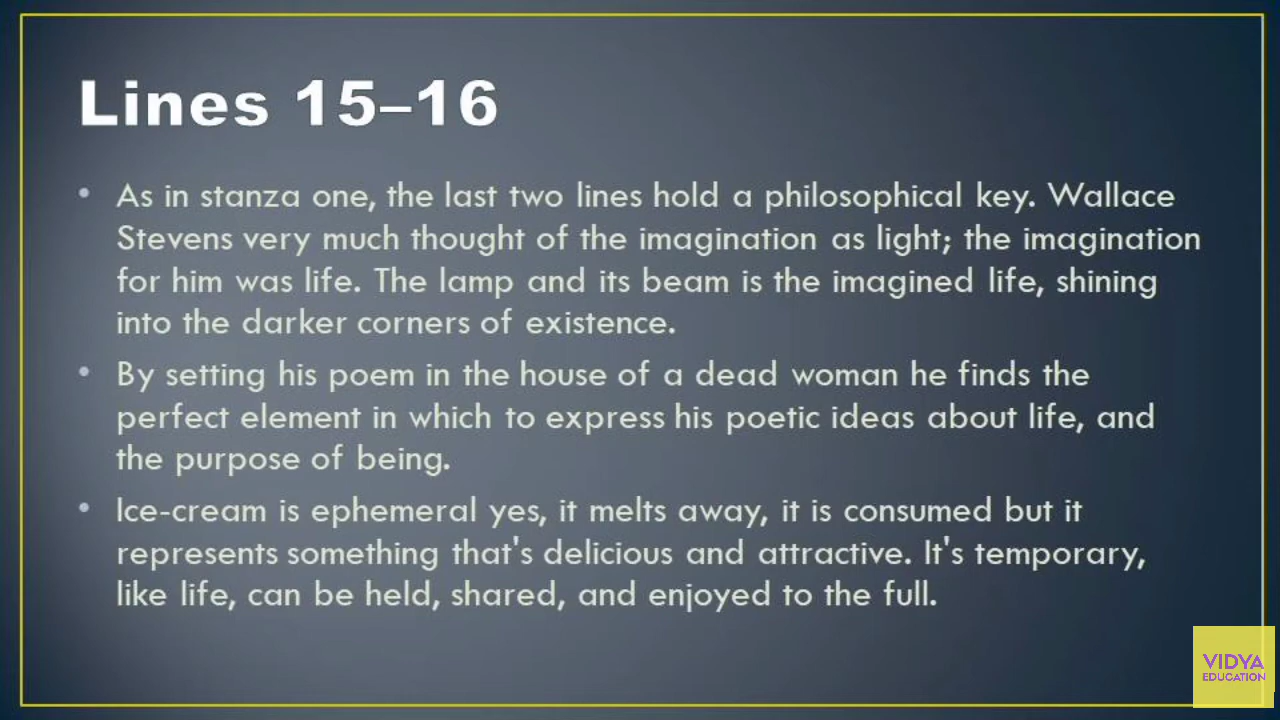 Lines 15–16
• As in stanza one, the last two lines hold a philosophical key. Wallace
Stevens very much thought of the imagination as light; the imagination
for him was life. The lamp and its beam is the imagined life, shining
into the darker corners of existence.
• By setting his poem in the house of a dead woman he finds the
perfect element in which to express his poetic ideas about life, and
the purpose of being.
• Ice-cream is ephemeral yes, it melts away, it is consumed but it
represents something that's delicious and attractive. It's temporary,
like life, can be held, shared, and enjoyed to the full.
VIDYA
EDUCATION